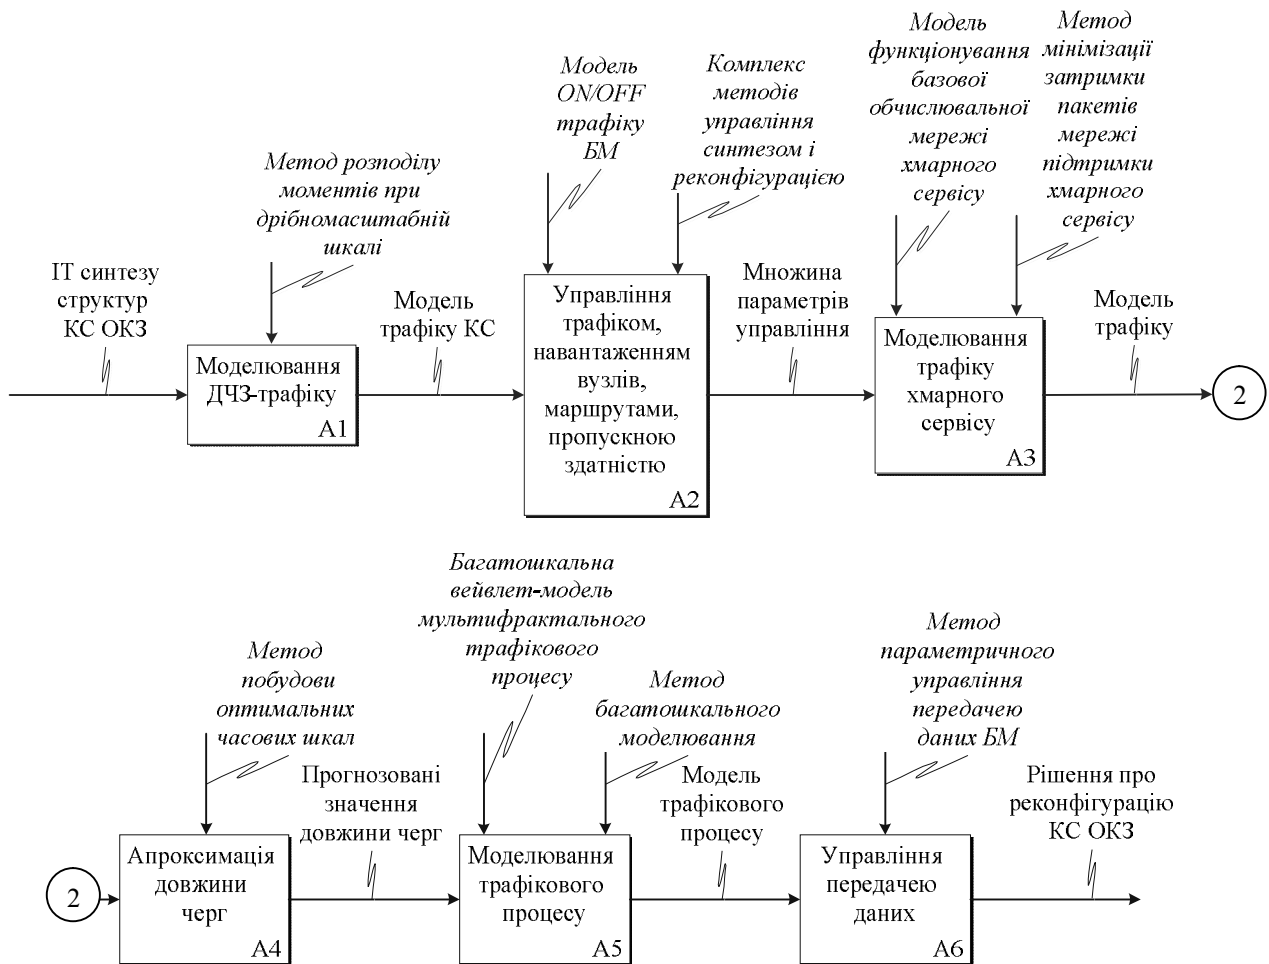 Модель
ON/OFF
трафіку
БМ
Комплекс
методів
управління
синтезом і
реконфігурацією
Модель
функціонування
базової
обчислювальної
мережі
хмарного
сервісу
Метод
мінімізації
затримки
пакетів
мережі
підтримки
хмарного
сервісу
Метод розподілу
моментів при
дрібномасштабній
шкалі
ІТ синтезу
структур
КС ОКЗ
Моделювання
ДЧЗ-трафіку
А1
Модель
трафіку КС
Управління
трафіком,
навантаженням
вузлів,
маршрутами,
пропускною
здатністю
А2
Множина
параметрів
управління
Моделювання
трафіку
хмарного
сервісу
А3
Модель
трафіку
2
Метод
побудови
оптимальних
часових шкал
Багатошкальна
вейвлет-модель
мультифрактального
трафікового
процесу
Метод
багатошкального
моделювання
Метод
параметричного
управління
передачею
даних БМ
2
Апроксимація
довжини
черг
А4
Прогнозовані
значення
довжини черг
Моделювання
трафікового
процесу
А5
Модель
трафікового
процесу
Управління
передачею
даних
А6
Рішення про
реконфігурацію
КС ОКЗ